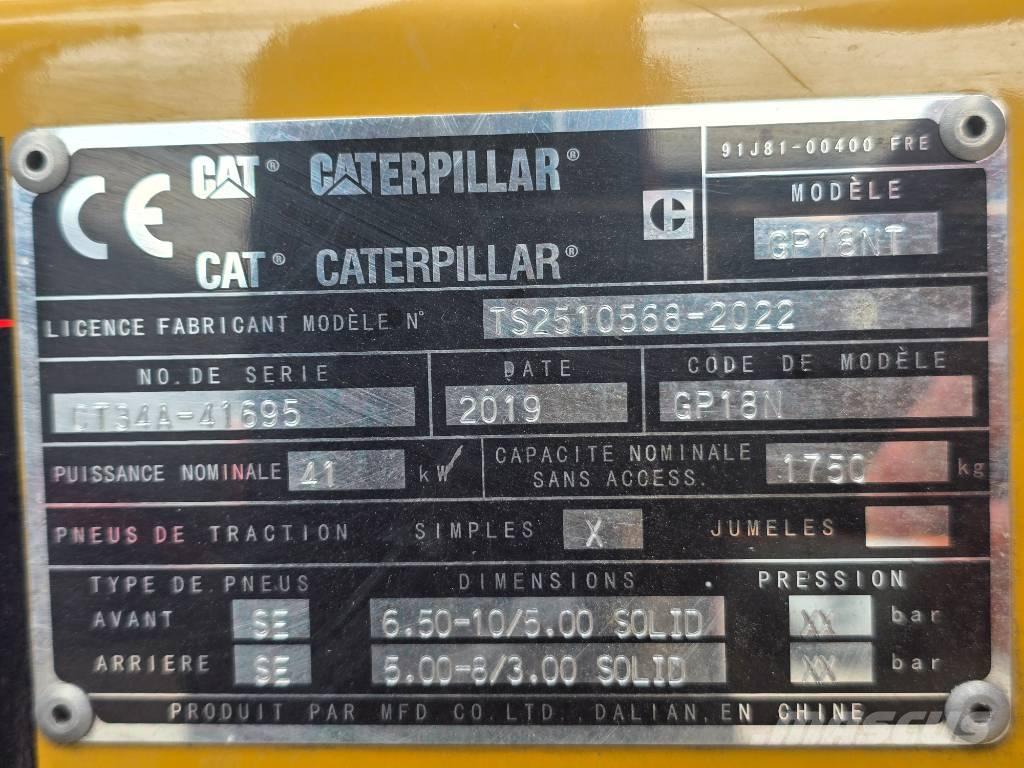 91J81-00400 FRE
CE CAT® CATERPILLAR®
CAT® CATERPILLAR®
MODÈLE
GP18NT
LICENCE FABRICANT MODÈLE N° TS2510568-2022
NO. DE SERIE DATE CODE DE MODÈLE
CT34A-41695 2019 GP18N
PUISSANCE NOMINALE 41 kW CAPACITE NOMINALE SANS ACCESS. 1750 kg
PNEUS DE TRACTION SIMPLES X JUMELES
TYPE DE PNEUS DIMENSIONS PRESSION
AVANT SE 6.50-10/5.00 SOLID XX bar
ARRIERE SE 5.00-8/3.00 SOLID XX bar
PRODUIT PAR MFD CO. LTD., DALIAN, EN CHINE
MASCUS